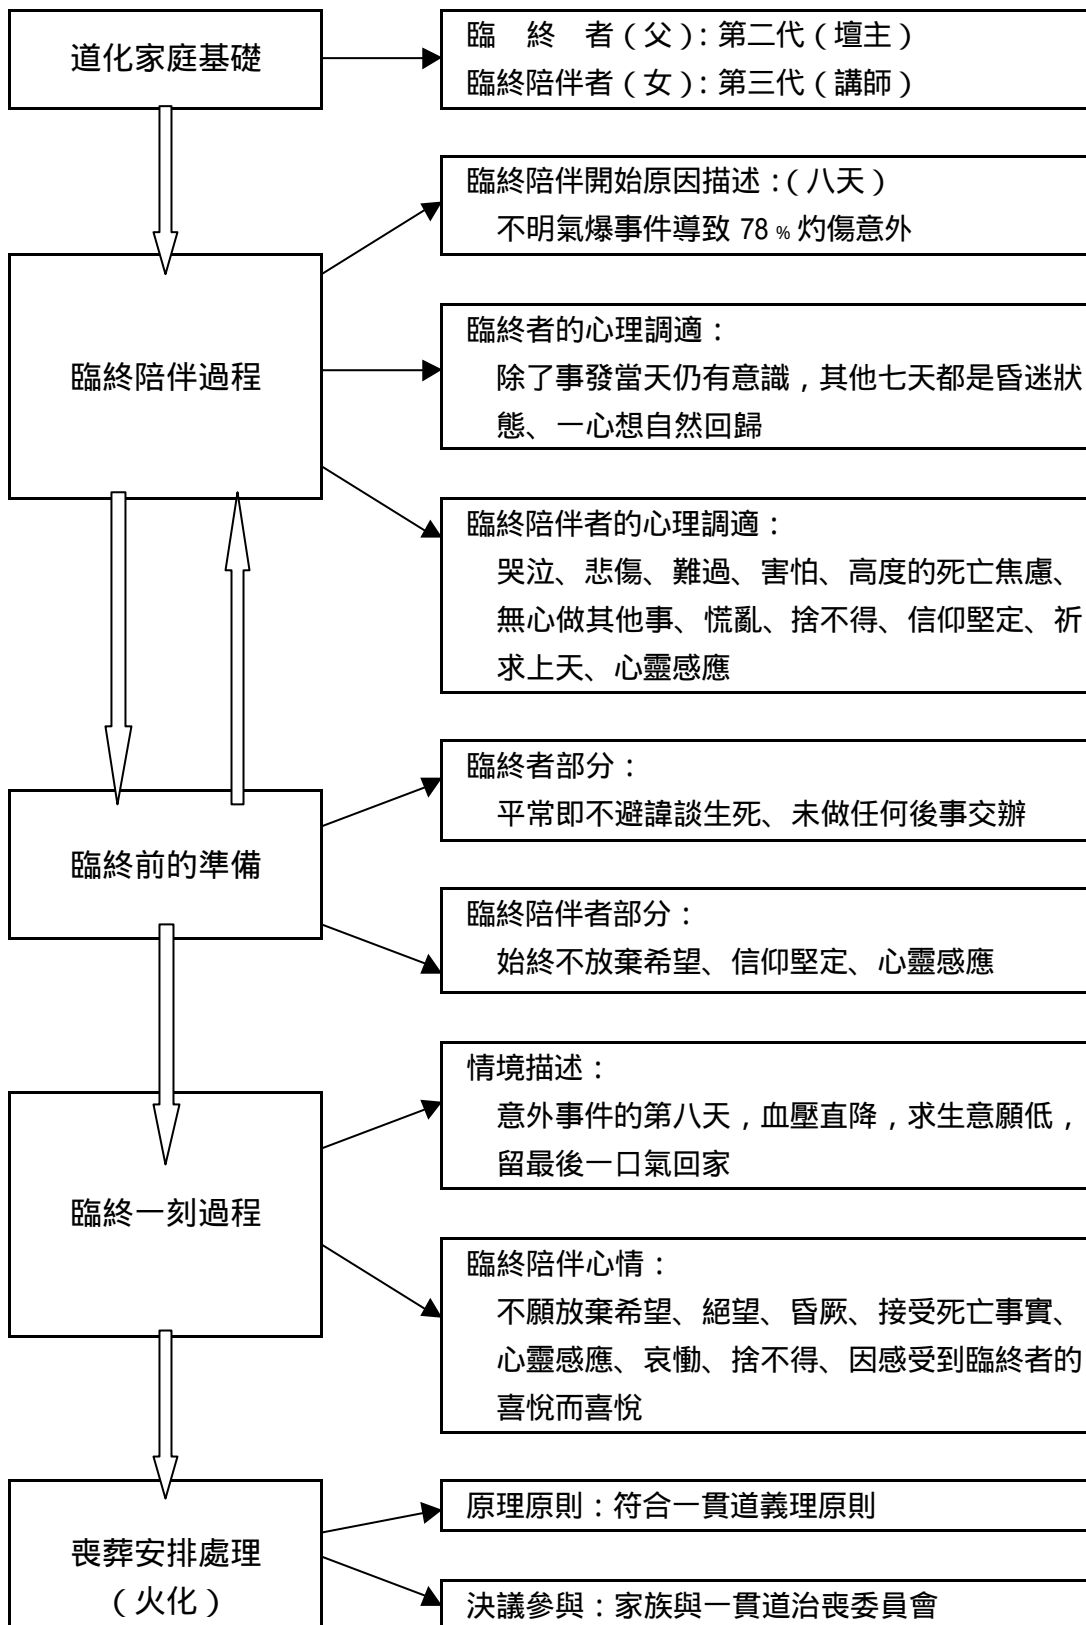 道化家庭基礎
臨　終　者（父）：第二代（壇主）
臨終陪伴者（女）：第三代（講師）
臨終陪伴過程
臨終陪伴開始原因描述：（八天）
不明氣爆事件導致 78％灼傷意外
臨終者的心理調適：
除了事發當天仍有意識，其他七天都是昏迷狀
態、一心想自然回歸
臨終陪伴者的心理調適：
哭泣、悲傷、難過、害怕、高度的死亡焦慮、
無心做其他事、慌亂、捨不得、信仰堅定、祈
求上天、心靈感應
臨終前的準備
臨終者部分：
平常即不避諱談生死、未做任何後事交辦
臨終陪伴者部分：
始終不放棄希望、信仰堅定、心靈感應
臨終一刻過程
情境描述：
意外事件的第八天，血壓直降，求生意願低，
留最後一口氣回家
臨終陪伴心情：
不願放棄希望、絕望、昏厥、接受死亡事實、
心靈感應、哀慟、捨不得、因感受到臨終者的
喜悅而喜悅
喪葬安排處理
（火化）
原理原則：符合一貫道義理原則
決議參與：家族與一貫道治喪委員會